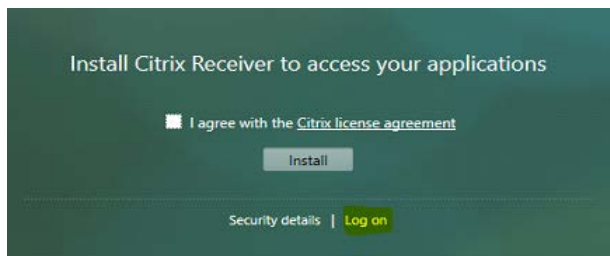 Install Citrix Receiver to access your applications
I agree with the Citrix license agreement
Install
Security details | Log on